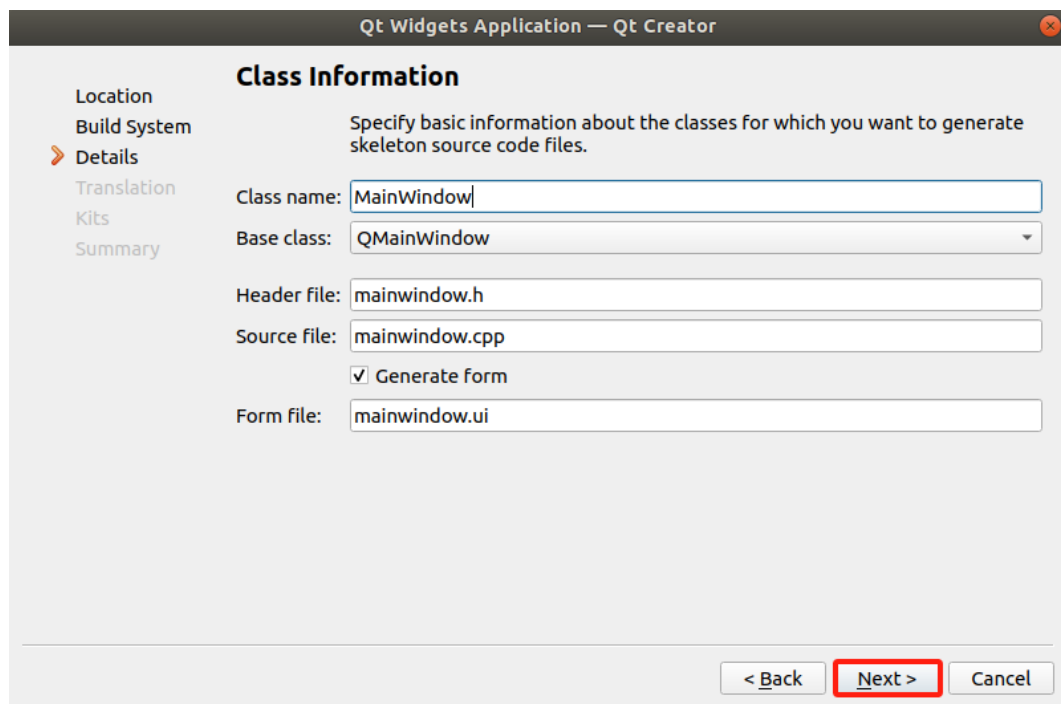 Qt Widgets Application — Qt Creator
Location
Build System
Details
Translation
Kits
Summary
Class Information
Specify basic information about the classes for which you want to generate
skeleton source code files.
Class name: MainWindow
Base class: QMainWindow
Header file: mainwindow.h
Source file: mainwindow.cpp
Generate form
Form file: mainwindow.ui
< Back Next > Cancel